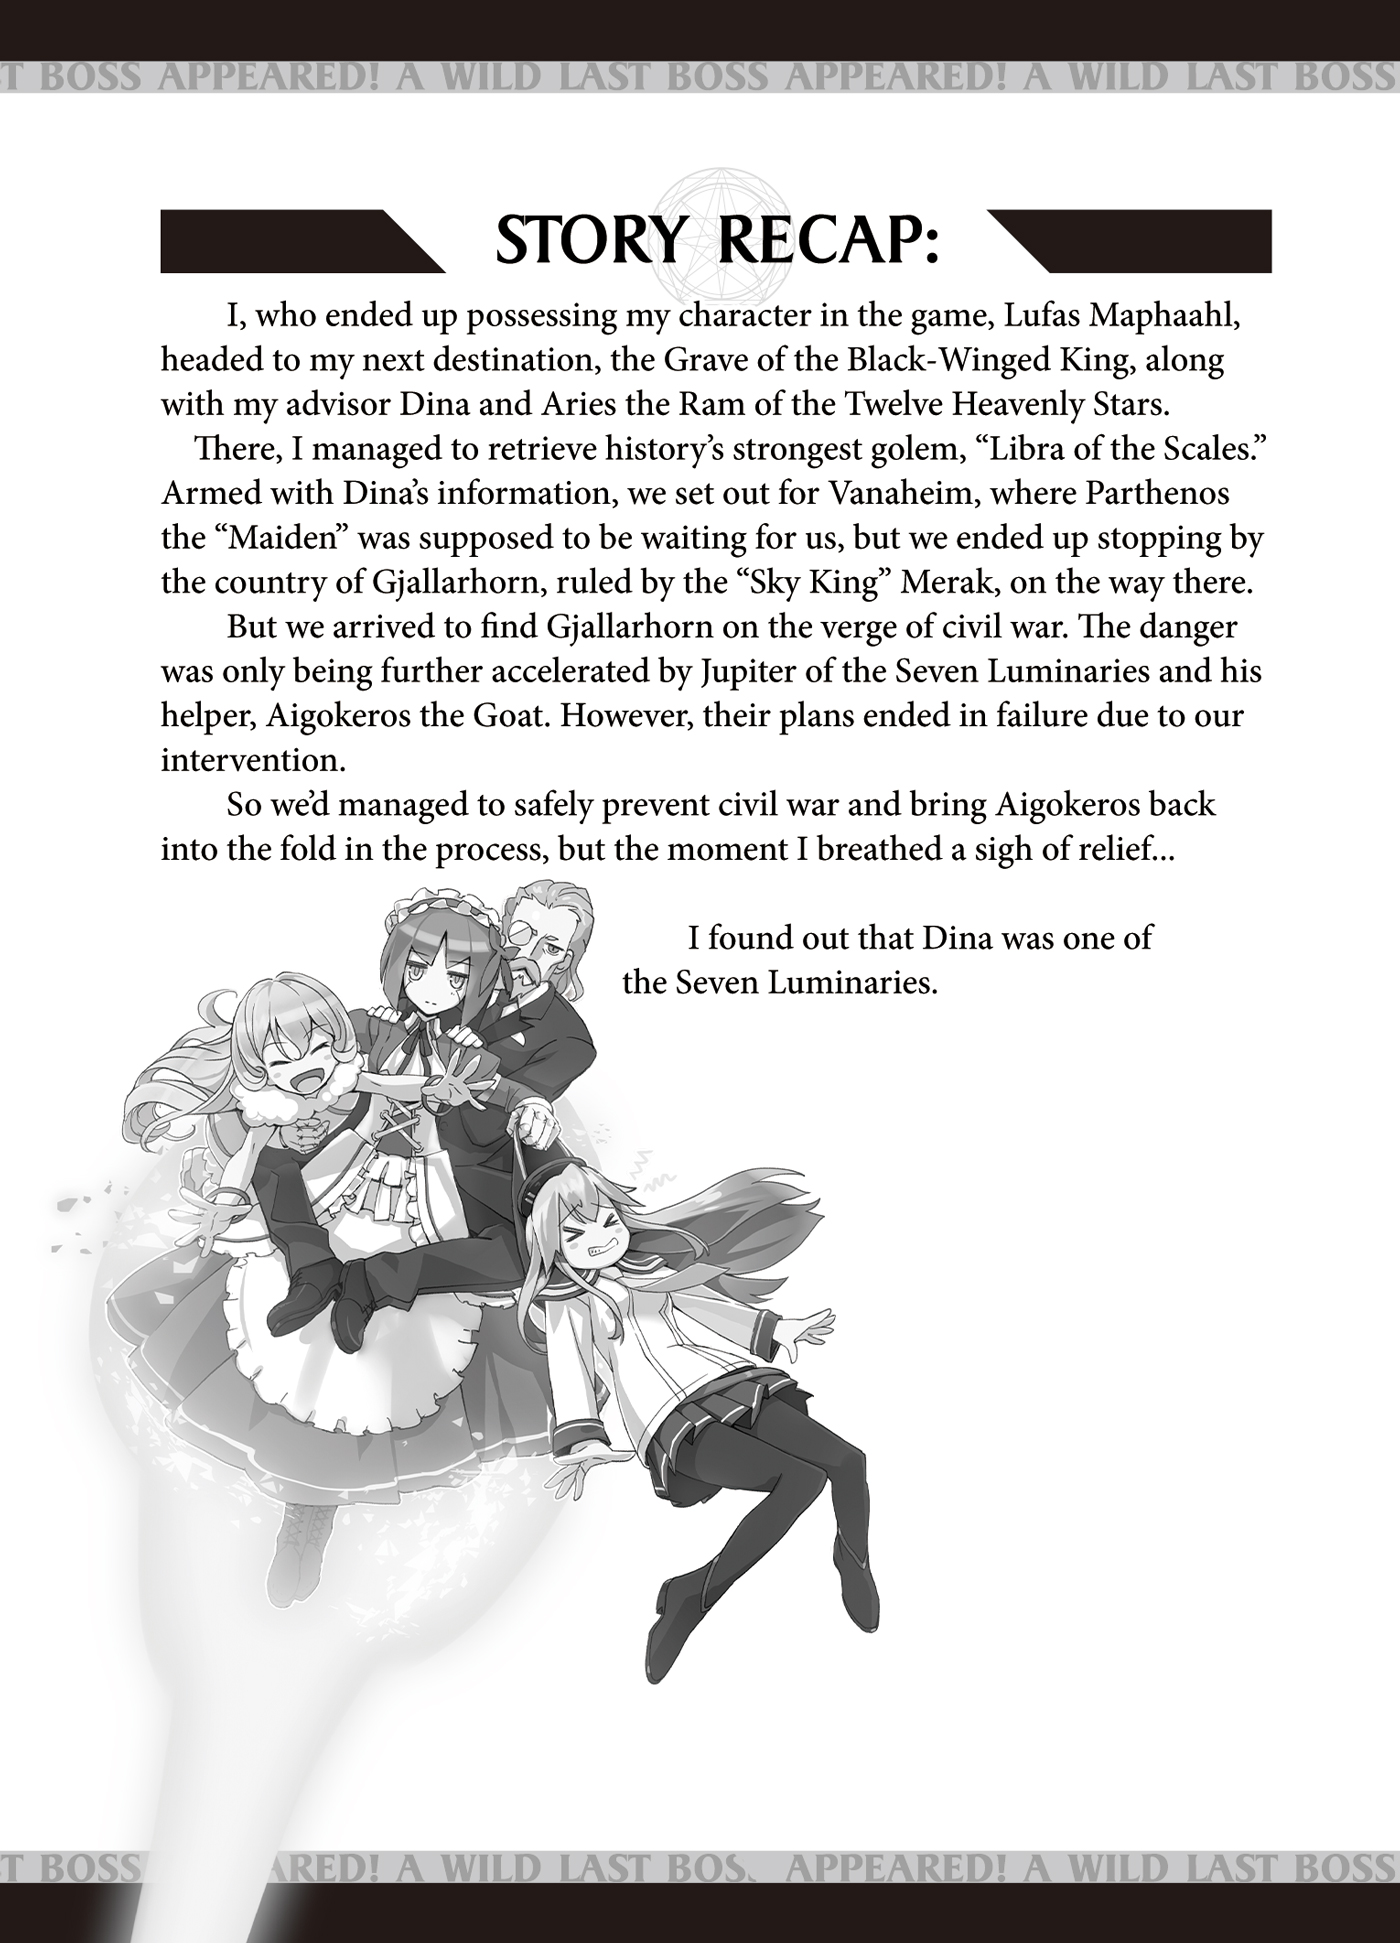 T BOSS APPEARED! A WILD LAST BOSS APPEARED! A WILD LAST BOSS
STORY RECAP:
I, who ended up possessing my character in the game, Lufas Maphaahl,
headed to my next destination, the Grave of the Black-Winged King, along
with my advisor Dina and Aries the Ram of the Twelve Heavenly Stars.
There, I managed to retrieve history’s strongest golem, “Libra of the Scales.”
Armed with Dina’s information, we set out for Vanaheim, where Parthenos
the “Maiden” was supposed to be waiting for us, but we ended up stopping by
the country of Gjallarhorn, ruled by the “Sky King” Merak, on the way there.
But we arrived to find Gjallarhorn on the verge of civil war. The danger
was only being further accelerated by Jupiter of the Seven Luminaries and his
helper, Aigokeros the Goat. However, their plans ended in failure due to our
intervention.
So we’d managed to safely prevent civil war and bring Aigokeros back
into the fold in the process, but the moment I breathed a sigh of relief...
I found out that Dina was one of
the Seven Luminaries.
T BOSS ARED! A WILD LAST BOS APPEARED! A WILD LAST BOSS